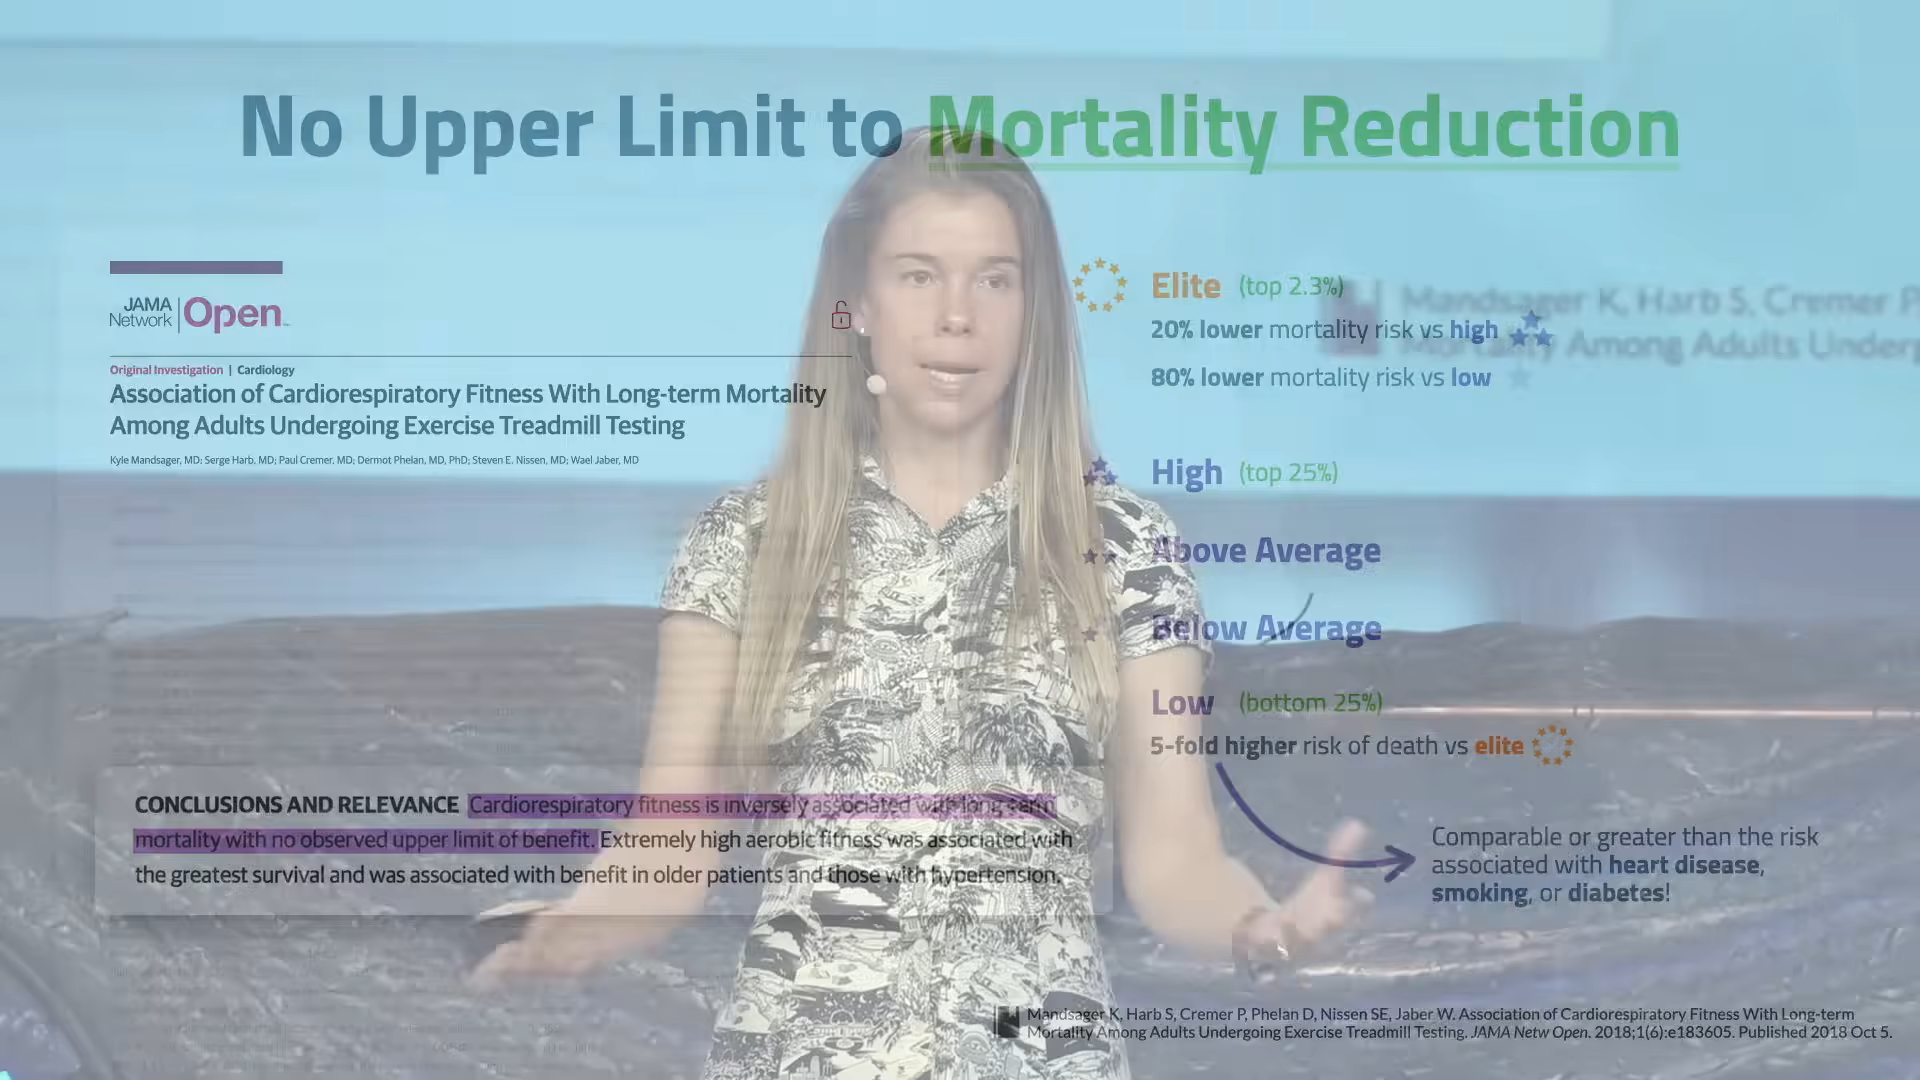 No Upper Limit to Mortality Reduction
JAMA
Network Open
Original Investigation | Cardiology
Association of Cardiorespiratory Fitness With Long-term Mortality
Among Adults Undergoing Exercise Treadmill Testing
Kyle Mandsager, MD; Serge Harb, MD; Paul Cremer, MD; Dermot Phelan, MD, PhD; Steven E. Nissen, MD; Wael Jaber, MD
CONCLUSIONS AND RELEVANCE Cardiorespiratory fitness is inversely associated with long-term
mortality with no observed upper limit of benefit. Extremely high aerobic fitness was associated with
the greatest survival and was associated with benefit in older patients and those with hypertension.
Elite (top 2.3%)
20% lower mortality risk vs high
80% lower mortality risk vs low
High (top 25%)
Above Average
Below Average
Low (bottom 25%)
5-fold higher risk of death vs elite
Comparable or greater than the risk
associated with heart disease,
smoking, or diabetes!
Mandsager K, Harb S, Cremer P
Mortality Among Adults Underg
Mandsager K, Harb S, Cremer P, Phelan D, Nissen SE, Jaber W. Association of Cardiorespiratory Fitness With Long-term
Mortality Among Adults Undergoing Exercise Treadmill Testing. JAMA Netw Open. 2018;1(6):e183605. Published 2018 Oct 5.